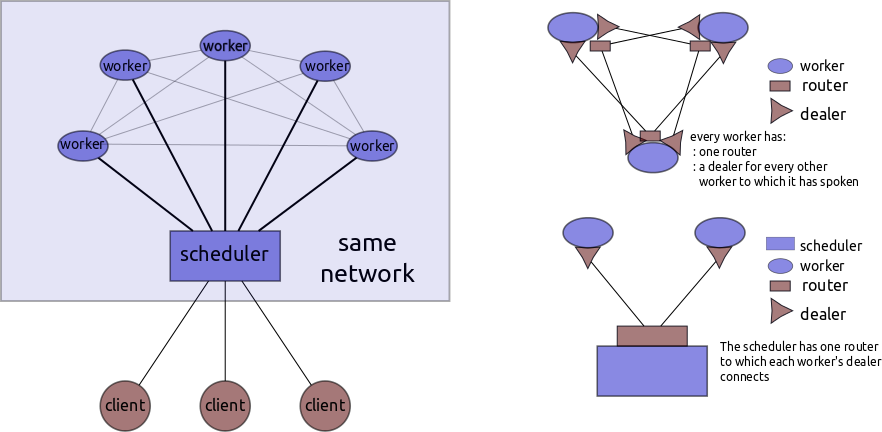 worker
worker
worker
worker
worker
scheduler
same
network
client
client
client
worker
router
dealer
every worker has:
: one router
: a dealer for every other
worker to which it has spoken
scheduler
worker
router
dealer
The scheduler has one router
to which each worker's dealer
connects